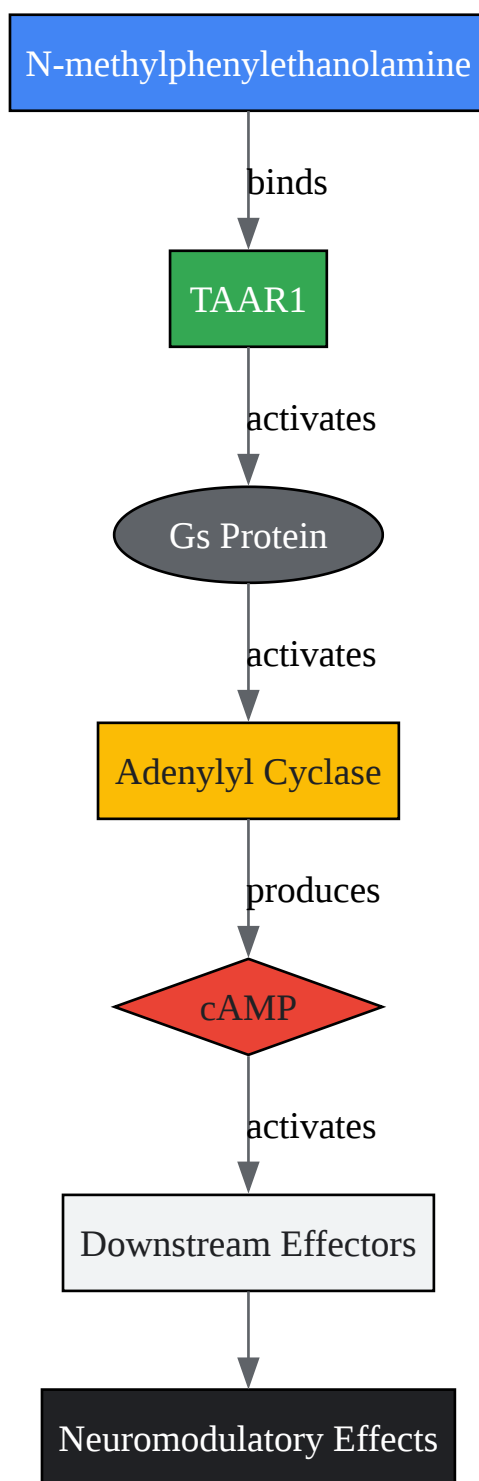 N-methylphenylethanolamine
binds
TAAR1
activates
Gs Protein
activates
Adenylyl Cyclase
produces
cAMP
activates
Downstream Effectors
Neuromodulatory Effects